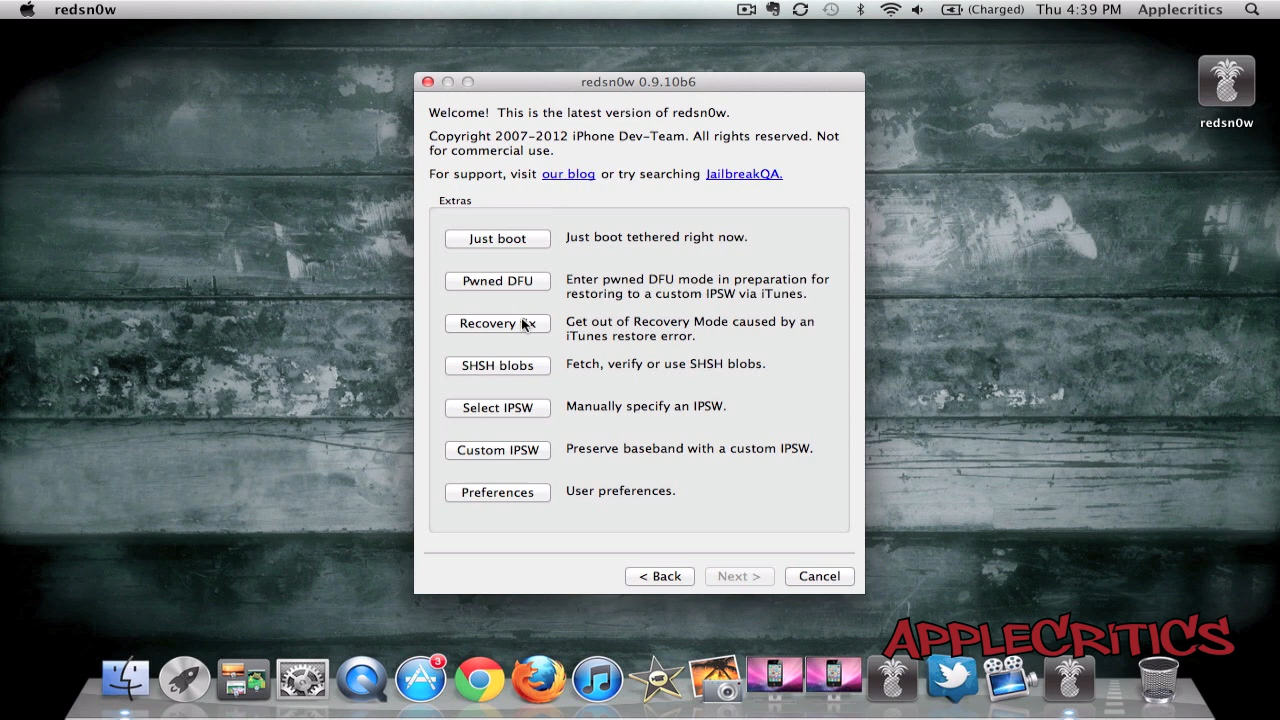 redsn0w
(Charged) Thu 4:39 PM Applecritics
redsn0w 0.9.10b6
redsn0w
Welcome! This is the latest version of redsn0w.
Copyright 2007-2012 iPhone Dev-Team. All rights reserved. Not
for commercial use.
For support, visit our blog or try searching JailbreakQA.
Extras
Just boot
Just boot tethered right now.
Pwned DFU
Enter pwned DFU mode in preparation for
restoring to a custom IPSW via iTunes.
Recovery
Get out of Recovery Mode caused by an
iTunes restore error.
SHSH blobs
Fetch, verify or use SHSH blobs.
Select IPSW
Manually specify an IPSW.
Custom IPSW
Preserve baseband with a custom IPSW.
Preferences
User preferences.
< Back
Next >
Cancel
APPLECRITICS
3